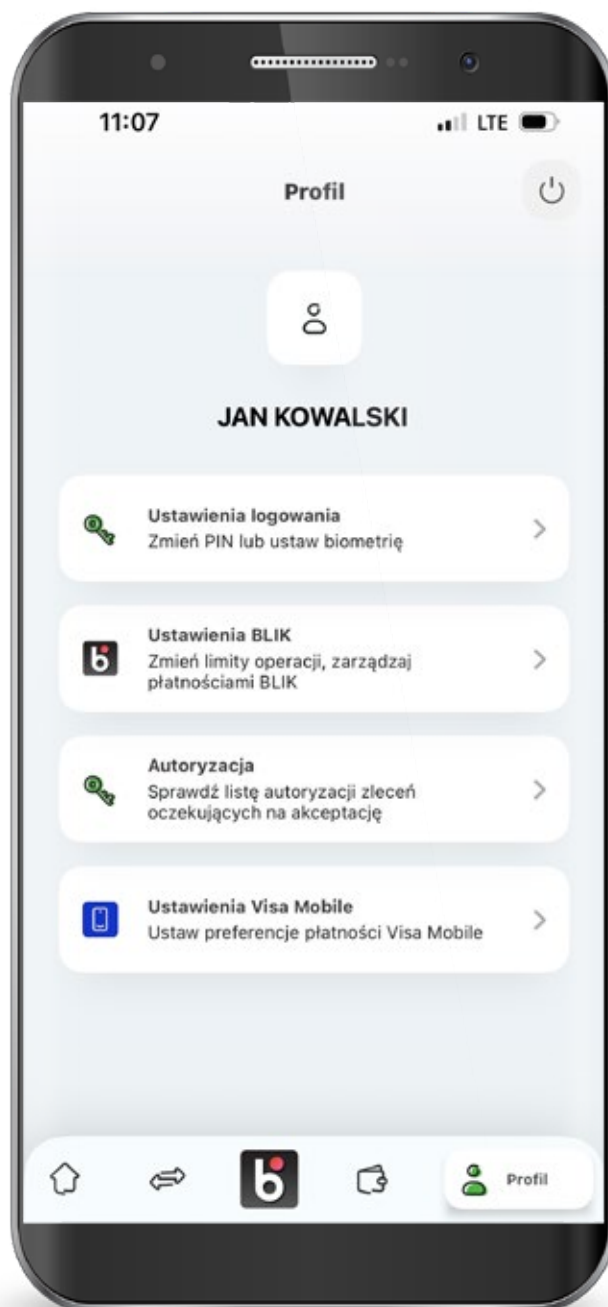 11:07
LTE
Profil
JAN KOWALSKI
Ustawienia logowania
Zmień PIN lub ustaw biometrię
Ustawienia BLIK
Zmień limity operacji, zarządzaj
płatnościami BLIK
Autoryzacja
Sprawdź listę autoryzacji zleceń
oczekujących na akceptację
Ustawienia Visa Mobile
Ustaw preferencje płatności Visa Mobile
Profil